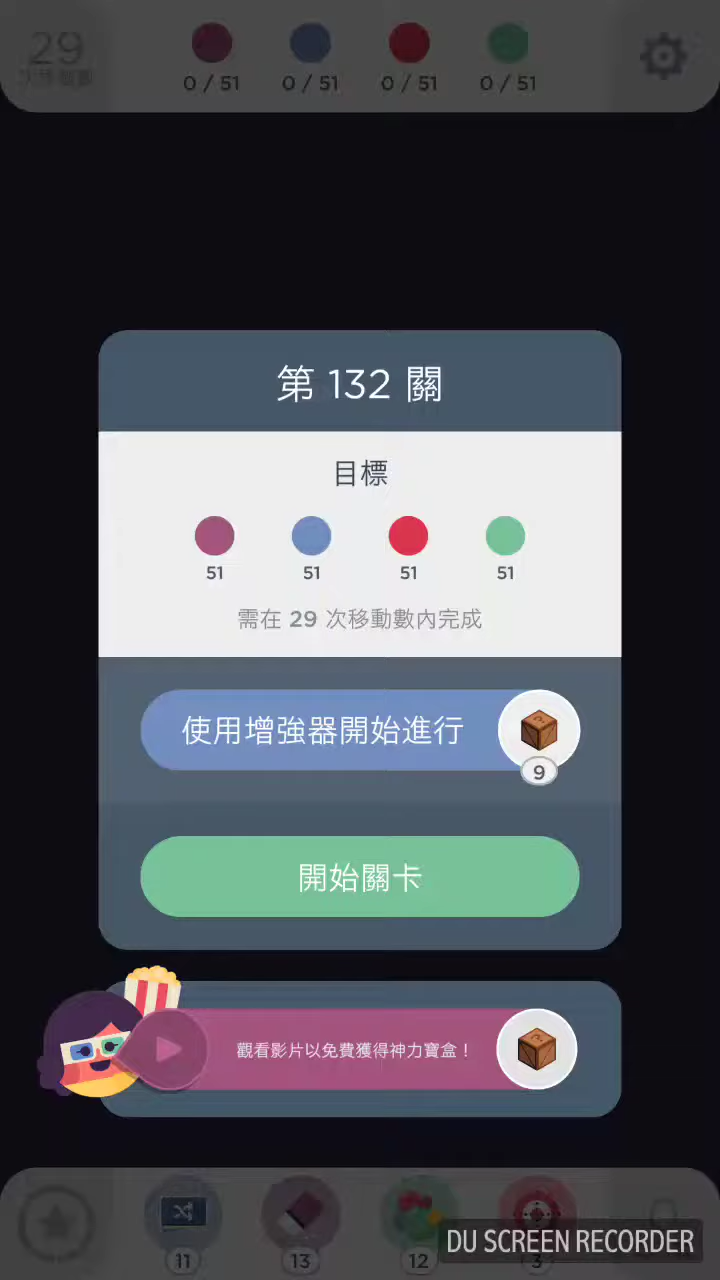 29
0 / 51
0 / 51
0 / 51
0 / 51
第 132 關
目標
51
51
51
51
需在 29 次移動數內完成
使用增強器開始進行
9
開始關卡
觀看影片以免費獲得神力寶盒！
11
13
12
3
DU SCREEN RECORDER